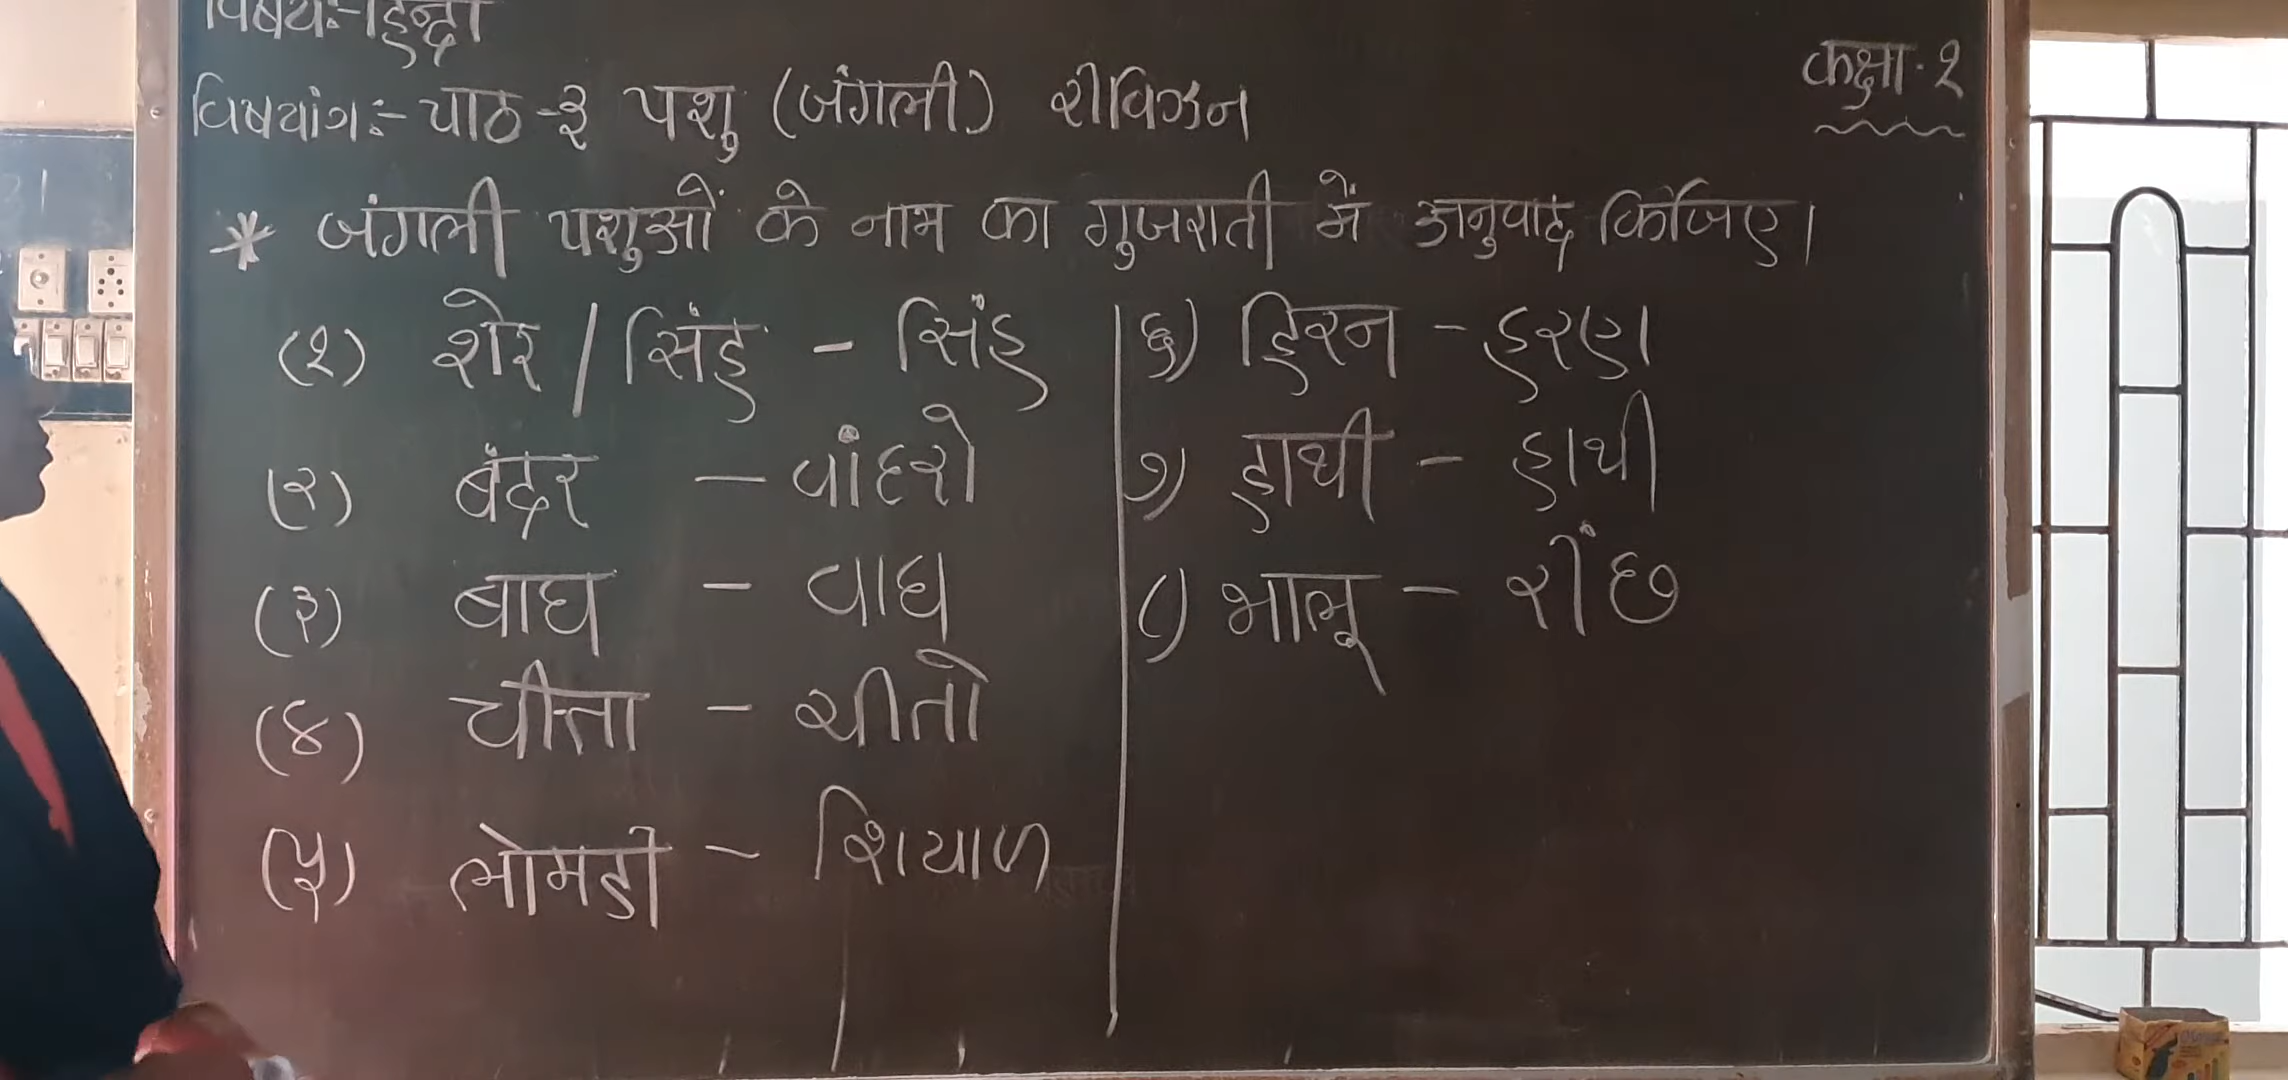 विषय:-हिन्दी
विषयांग:- पाठ-३ पशु (जंगली) रीविझन
कक्षा-१
* जंगली पशुओं के नाम का गुजराती में अनुवाद किजिए।
(१) शेर / सिंह - સિંહ
(२) बंदर - વાંદરો
(३) बाघ - વાઘ
(४) चीता - ચીત્તો
(५) लोमडी - શિયાળ
६) हिरन - હરણ
७) हाथी - હાથી
८) भालू - રીંછ